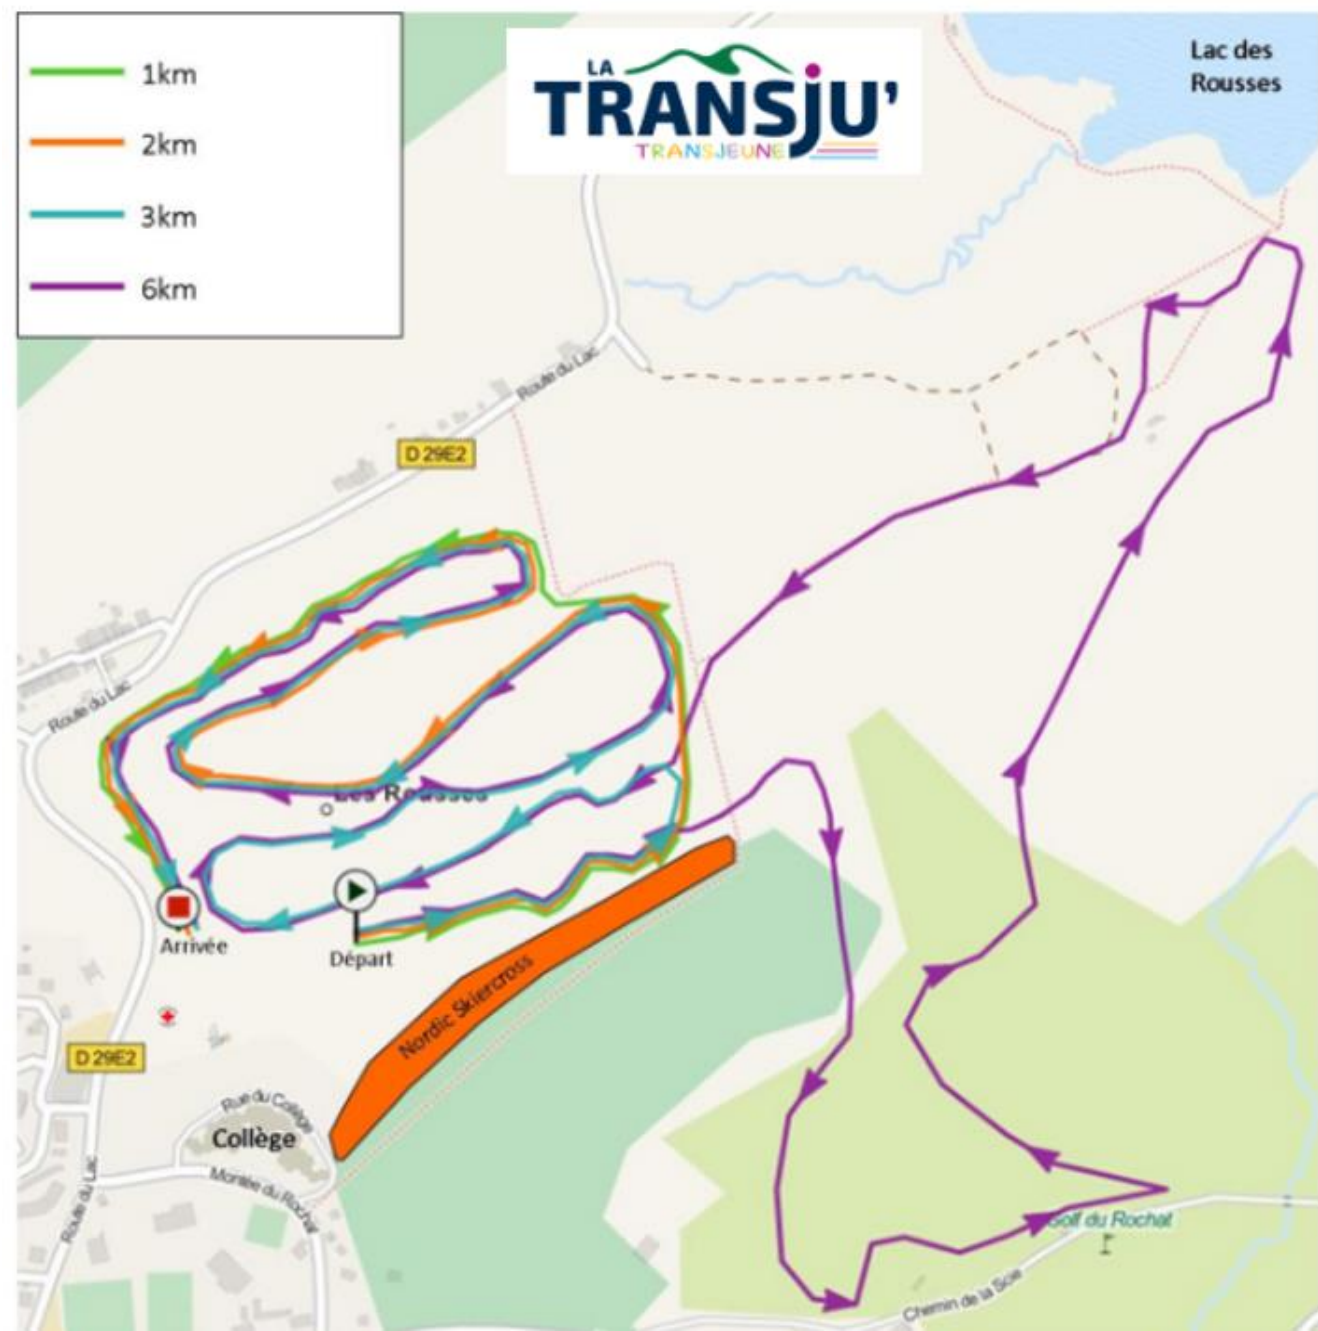 1km
2km
3km
6km
LA
TRANSJU'
TRANSJEUNE
Lac des
Rousses
Route du Lac
D 29E2
Route du Lac
Les Rousses
Arrivée
Départ
Nordic Skiercross
D 29E2
Rue du Collège
Collège
Montée du Rochat
Route du Lac
Golf du Rochat
Chemin de la Scie